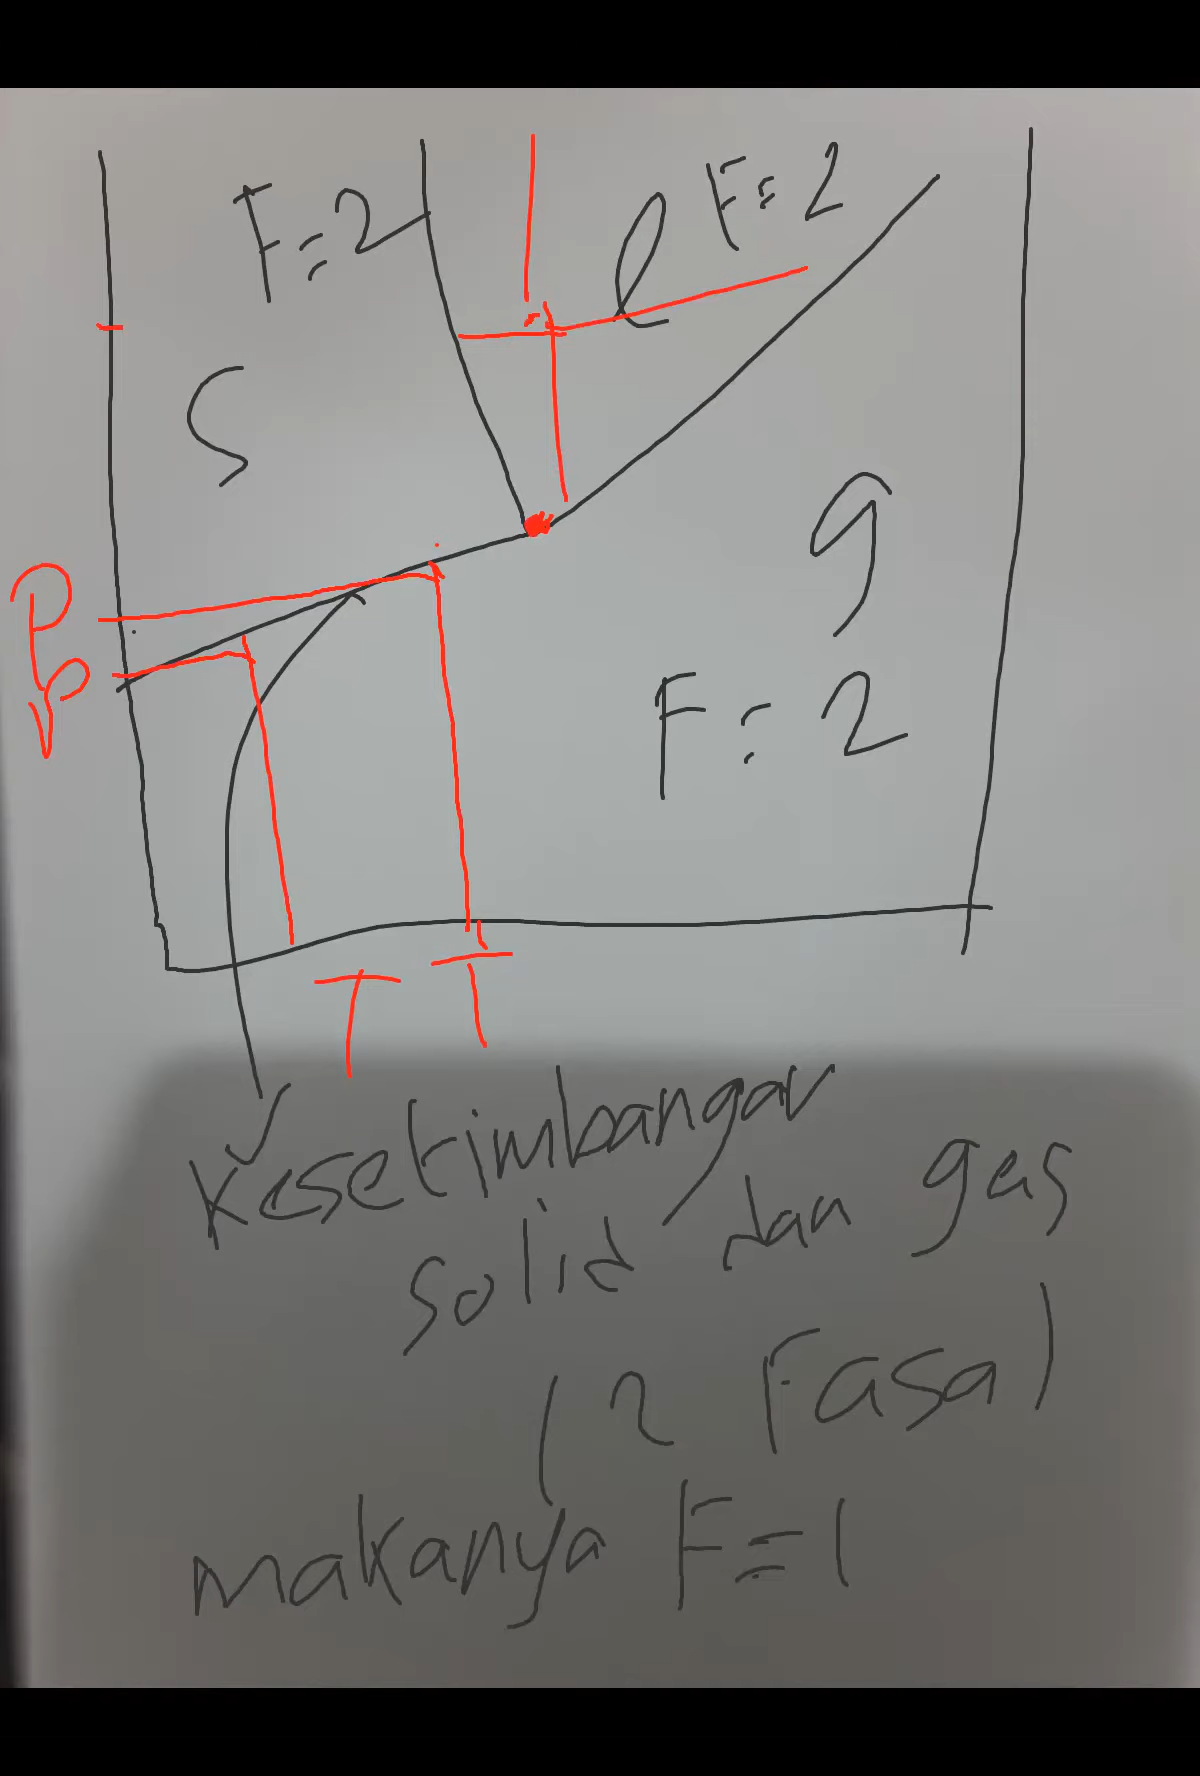 F=2
l F=2
S
g
P
P
F=2
T T
Kesetimbangan
solid dan gas
(2 Fasa)
makanya F=1